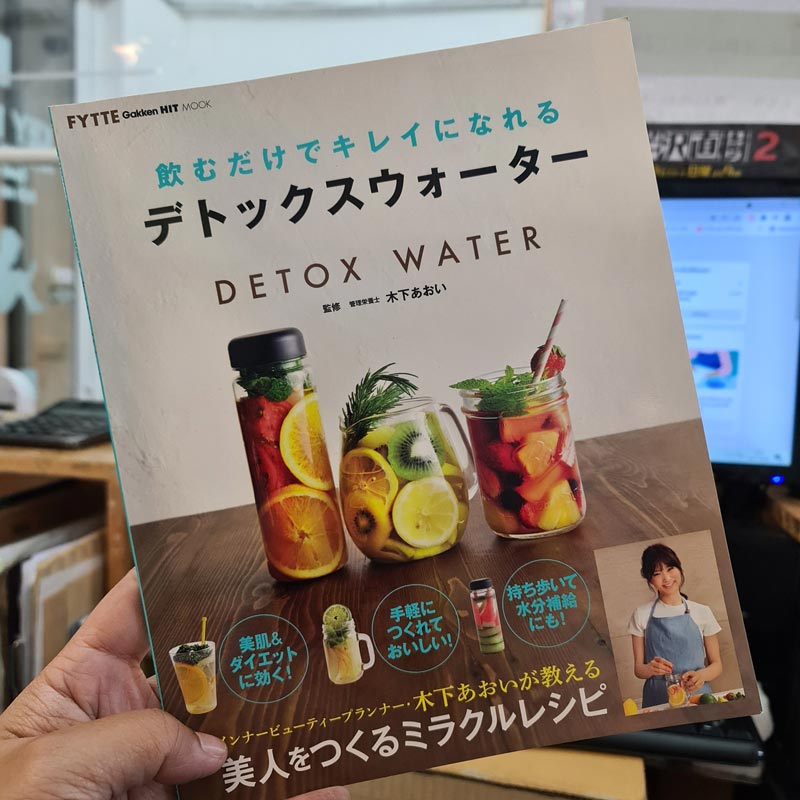 FYTTE Gakken HIT MOOK
飲むだけでキレイになれる
デトックスウォーター
DETOX WATER
監修 管理栄養士 木下あおい
美肌&
ダイエット
に効く!
手軽に
つくれて
おいしい!
持ち歩いて
水分補給
にも!
ンナービューティープランナー・木下あおいが教える
美人をつくるミラクルレシピ
2